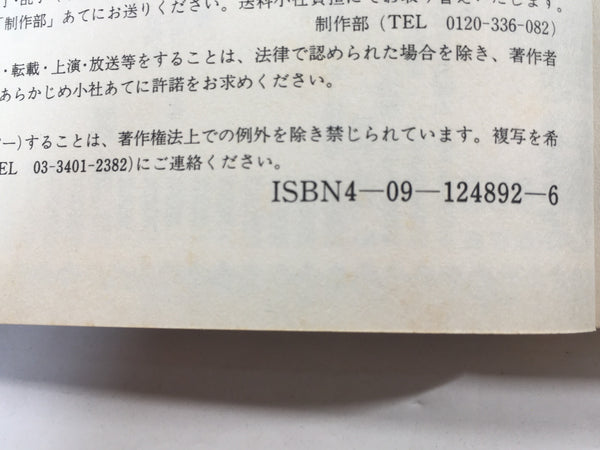 「制作部」あてにお送りください。送料小社負担にてお取り替えいたします。
制作部(TEL 0120-336-082)
・転載・上演・放送等をすることは、法律で認められた場合を除き、著作者
あらかじめ小社あてに許諾をお求めください。
ー)することは、著作権法上での例外を除き禁じられています。複写を希
EL 03-3401-2382)にご連絡ください。
ISBN4—09—124892—6